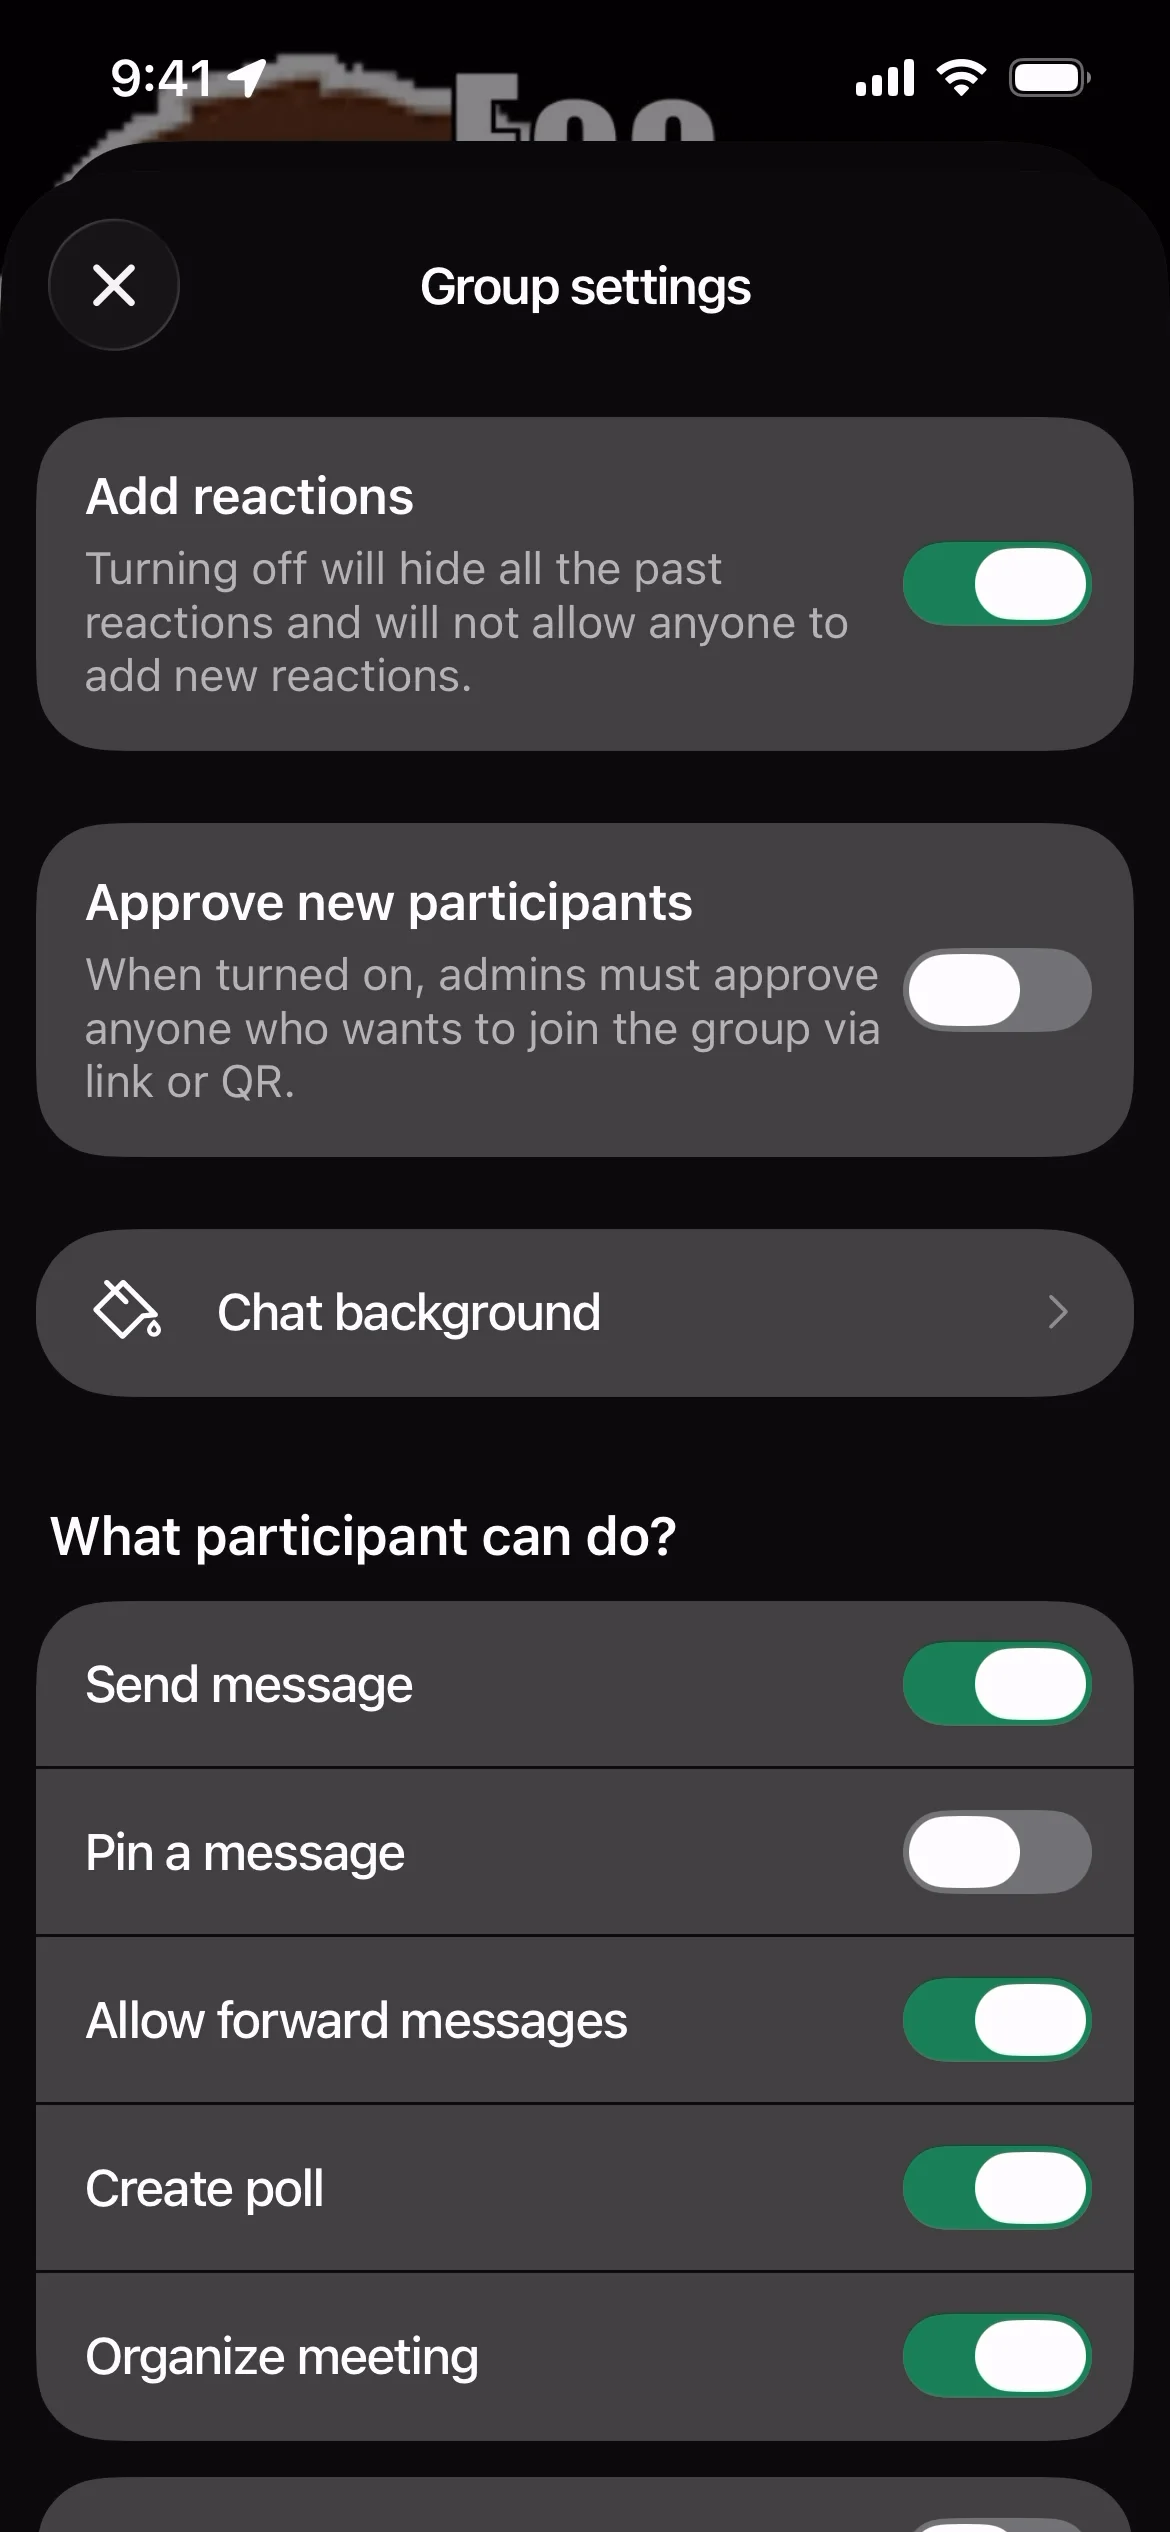 9:41
Group settings
Add reactions
Turning off will hide all the past
reactions and will not allow anyone to
add new reactions.
Approve new participants
When turned on, admins must approve
anyone who wants to join the group via
link or QR.
Chat background
What participant can do?
Send message
Pin a message
Allow forward messages
Create poll
Organize meeting